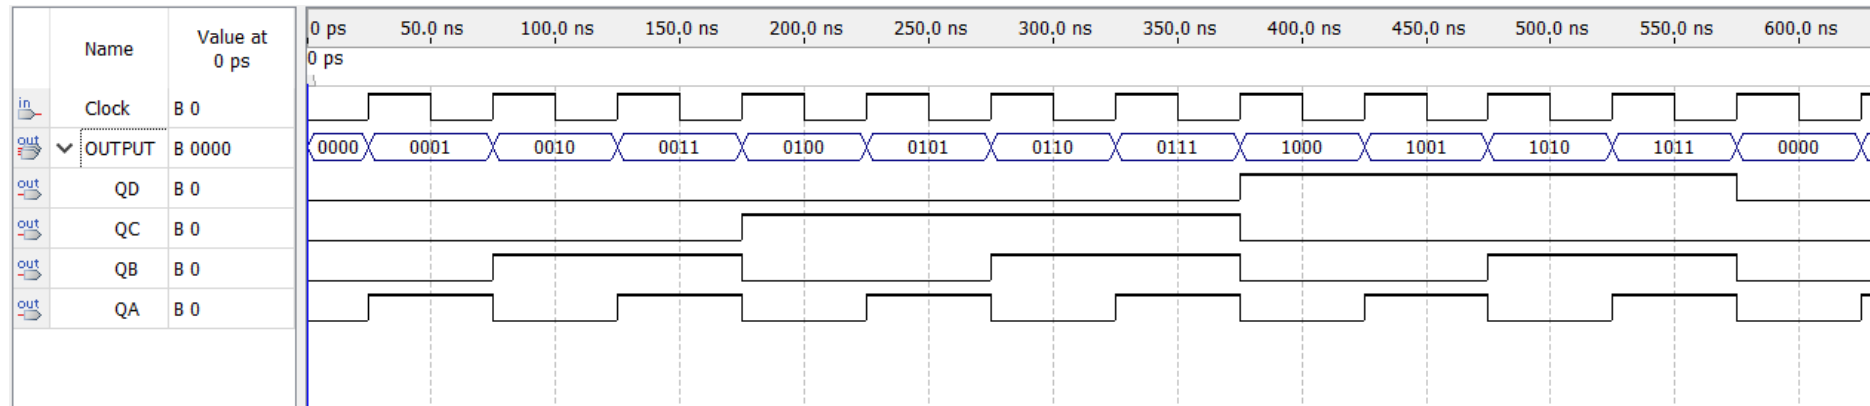 Name Value at 0 ps
0 ps 50.0 ns 100.0 ns 150.0 ns 200.0 ns 250.0 ns 300.0 ns 350.0 ns 400.0 ns 450.0 ns 500.0 ns 550.0 ns 600.0 ns
0 ps
in Clock B 0
out OUTPUT B 0000 0000 0001 0010 0011 0100 0101 0110 0111 1000 1001 1010 1011 0000
out QD B 0
out QC B 0
out QB B 0
out QA B 0